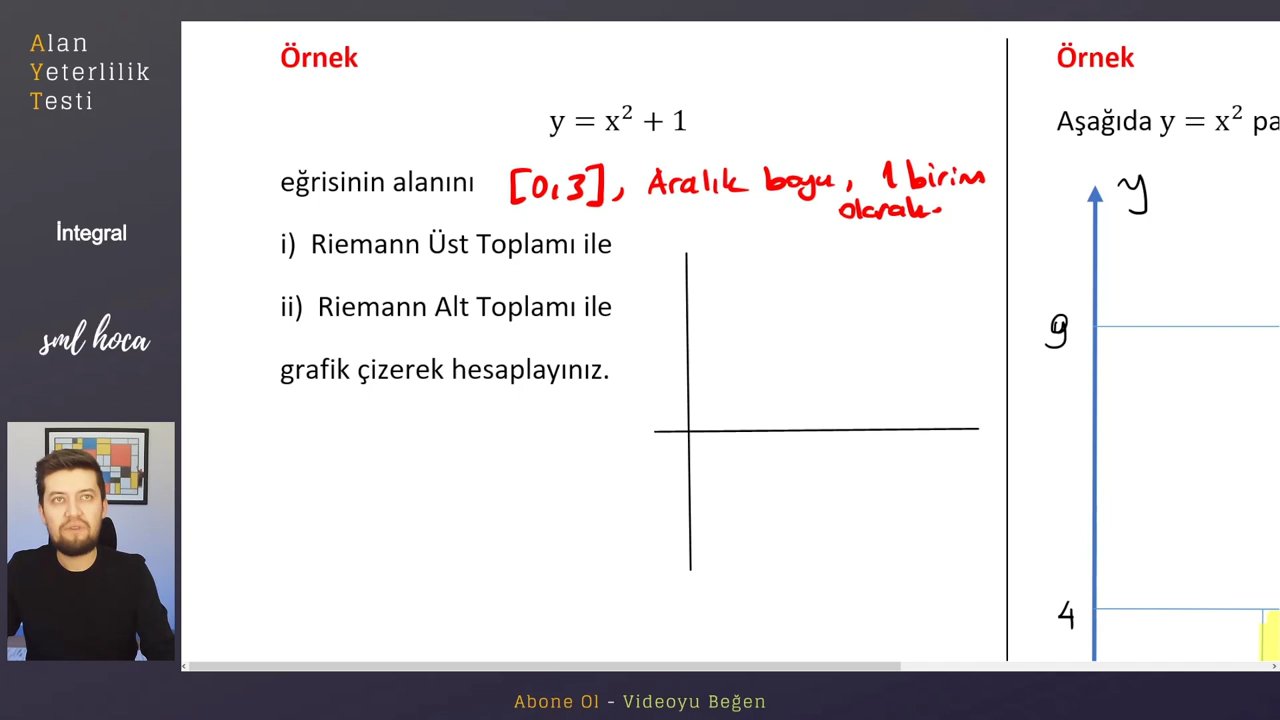 Alan
Yeterlilik
Testi
İntegral
sml hoca
Örnek
y = x² + 1
eğrisinin alanını [0,3], Aralık boyu, 1 birim
olarak.
i) Riemann Üst Toplamı ile
ii) Riemann Alt Toplamı ile
grafik çizerek hesaplayınız.
Örnek
Aşağıda y = x² pa
y
9
4
Abone Ol - Videoyu Beğen